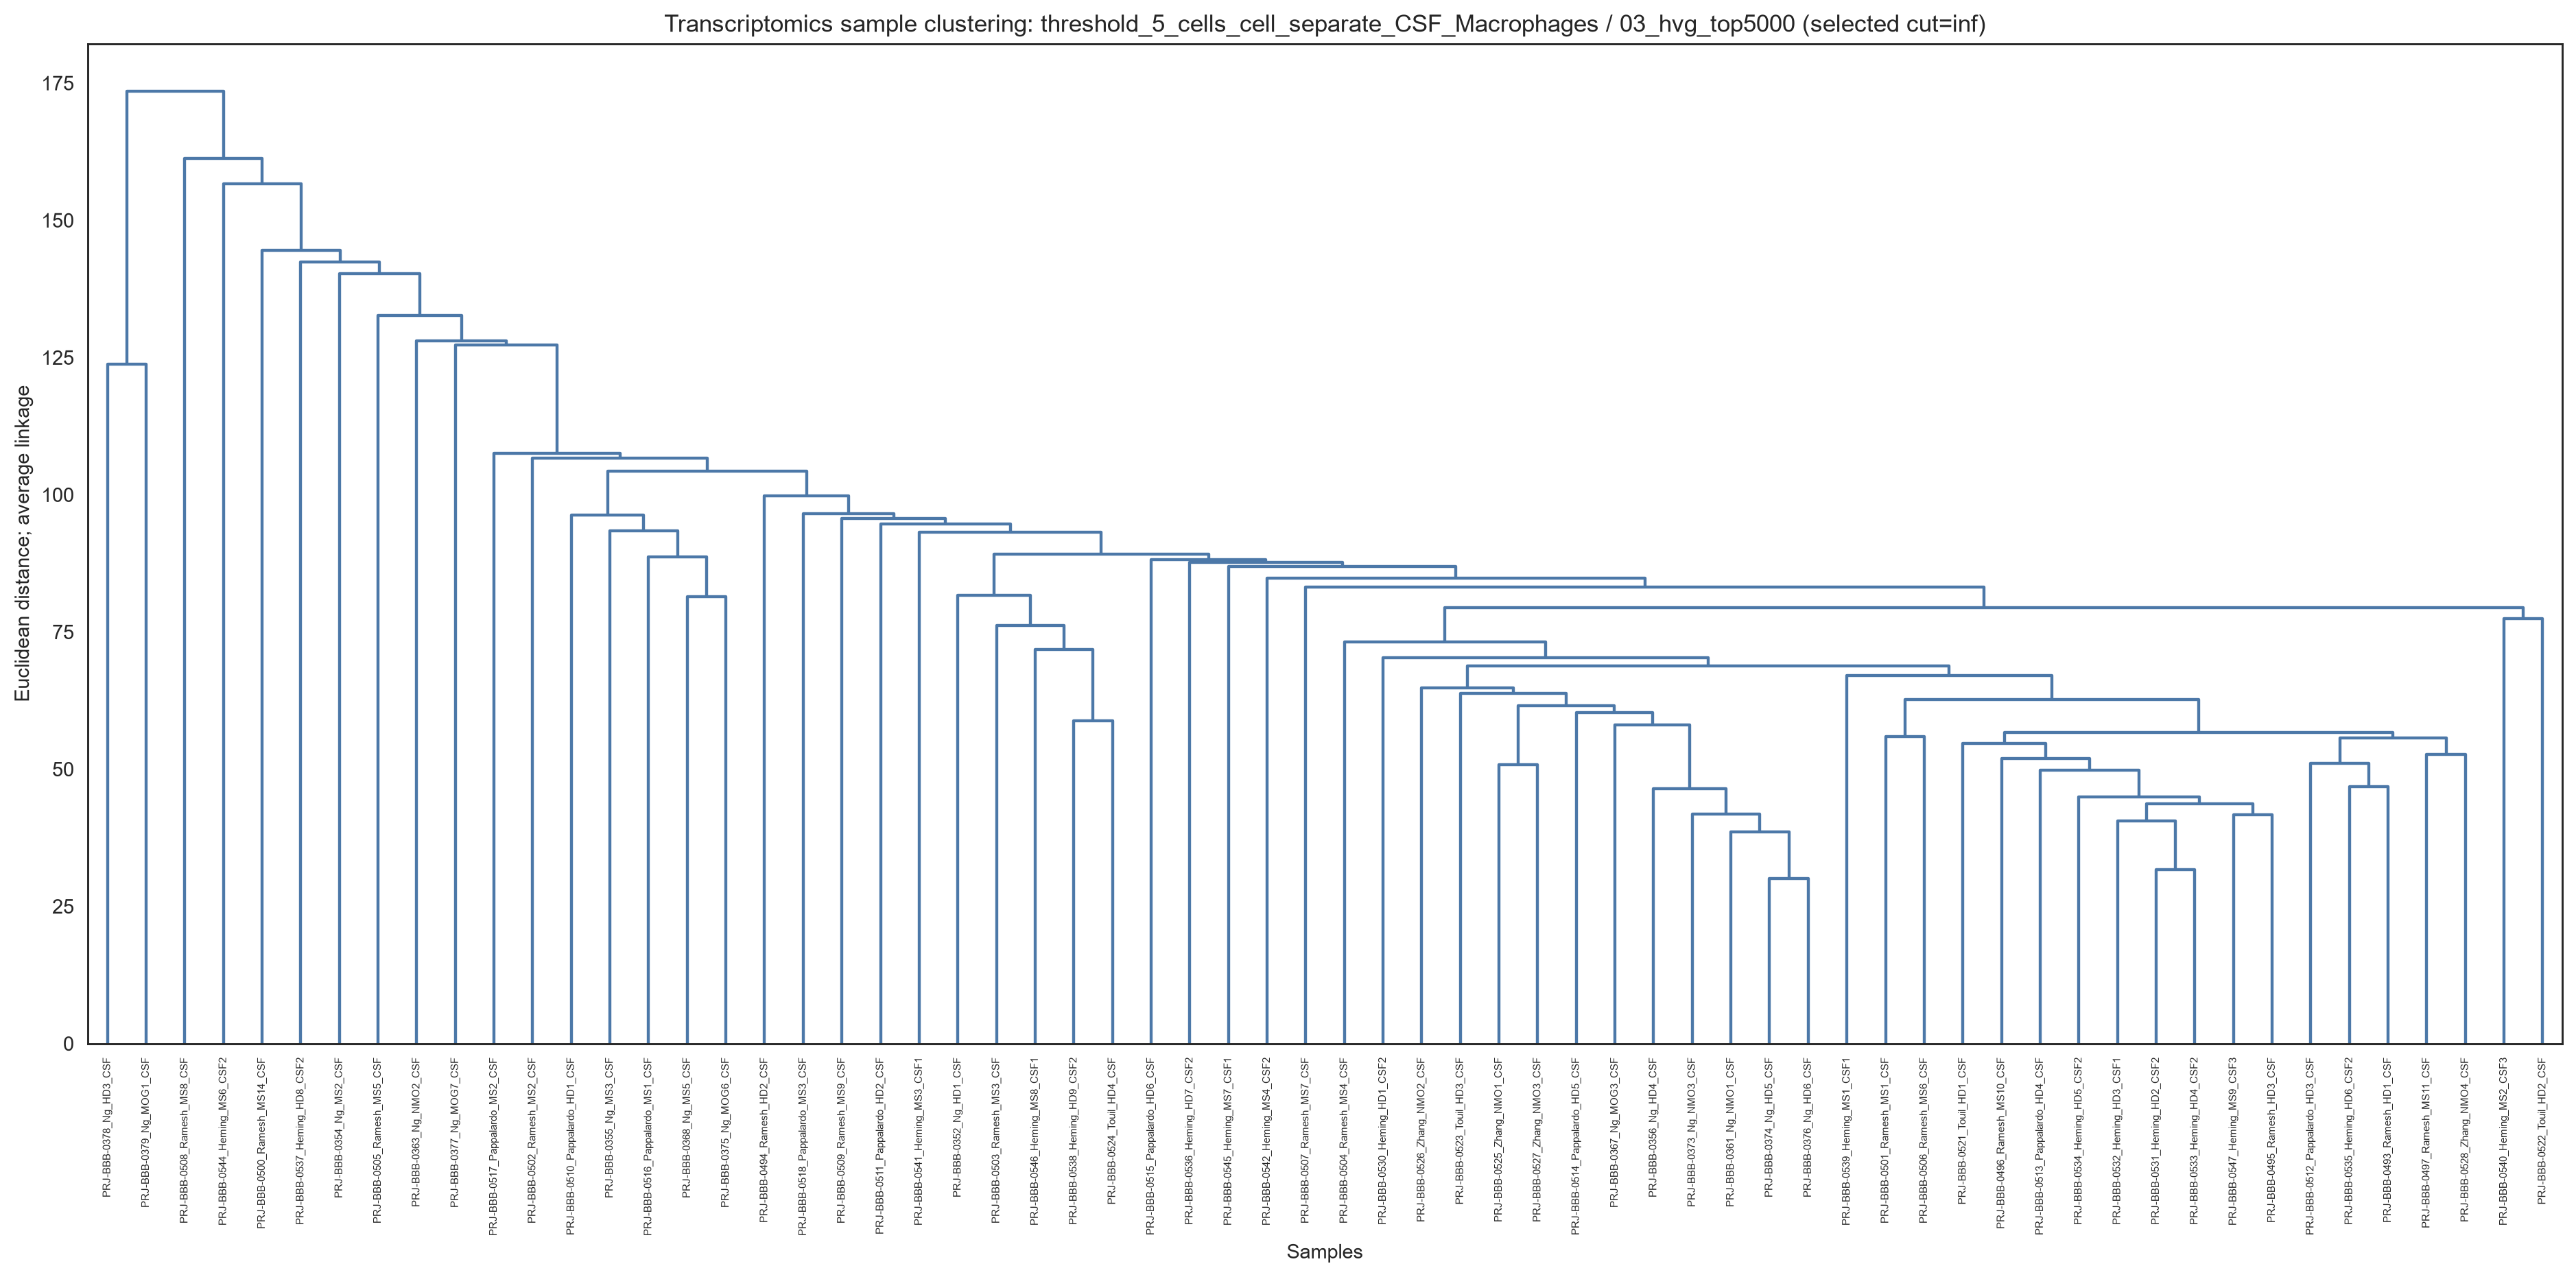 Transcriptomics sample clustering: threshold_5_cells_cell_separate_CSF_Macrophages / 03_hvg_top5000 (selected cut=inf)
Euclidean distance; average linkage
175
150
125
100
75
50
25
0
PRJ-BBB-0378_Ng_HD3_CSF
PRJ-BBB-0379_Ng_MOG1_CSF
PRJ-BBB-0508_Ramesh_MS8_CSF
PRJ-BBB-0544_Heming_MS6_CSF2
PRJ-BBB-0500_Ramesh_MS14_CSF
PRJ-BBB-0537_Heming_HD8_CSF2
PRJ-BBB-0354_Ng_MS2_CSF
PRJ-BBB-0505_Ramesh_MS5_CSF
PRJ-BBB-0363_Ng_NMO2_CSF
PRJ-BBB-0377_Ng_MOG7_CSF
PRJ-BBB-0517_Pappalardo_MS2_CSF
PRJ-BBB-0502_Ramesh_MS2_CSF
PRJ-BBB-0510_Pappalardo_HD1_CSF
PRJ-BBB-0355_Ng_MS3_CSF
PRJ-BBB-0516_Pappalardo_MS1_CSF
PRJ-BBB-0368_Ng_MS5_CSF
PRJ-BBB-0375_Ng_MOG6_CSF
PRJ-BBB-0494_Ramesh_HD2_CSF
PRJ-BBB-0518_Pappalardo_MS3_CSF
PRJ-BBB-0509_Ramesh_MS9_CSF
PRJ-BBB-0511_Pappalardo_HD2_CSF
PRJ-BBB-0541_Heming_MS3_CSF1
PRJ-BBB-0352_Ng_HD1_CSF
PRJ-BBB-0503_Ramesh_MS3_CSF
PRJ-BBB-0546_Heming_MS8_CSF1
PRJ-BBB-0538_Heming_HD9_CSF2
PRJ-BBB-0524_Touil_HD4_CSF
PRJ-BBB-0515_Pappalardo_HD6_CSF
PRJ-BBB-0536_Heming_HD7_CSF2
PRJ-BBB-0545_Heming_MS7_CSF1
PRJ-BBB-0542_Heming_MS4_CSF2
PRJ-BBB-0507_Ramesh_MS7_CSF
PRJ-BBB-0504_Ramesh_MS4_CSF
PRJ-BBB-0530_Heming_HD1_CSF2
PRJ-BBB-0526_Zhang_NMO2_CSF
PRJ-BBB-0523_Touil_HD3_CSF
PRJ-BBB-0525_Zhang_NMO1_CSF
PRJ-BBB-0527_Zhang_NMO3_CSF
PRJ-BBB-0514_Pappalardo_HD5_CSF
PRJ-BBB-0367_Ng_MOG3_CSF
PRJ-BBB-0356_Ng_HD4_CSF
PRJ-BBB-0373_Ng_NMO3_CSF
PRJ-BBB-0361_Ng_NMO1_CSF
PRJ-BBB-0374_Ng_HD5_CSF
PRJ-BBB-0376_Ng_HD6_CSF
PRJ-BBB-0539_Heming_MS1_CSF1
PRJ-BBB-0501_Ramesh_MS1_CSF
PRJ-BBB-0506_Ramesh_MS6_CSF
PRJ-BBB-0521_Touil_HD1_CSF
PRJ-BBB-0496_Ramesh_MS10_CSF
PRJ-BBB-0513_Pappalardo_HD4_CSF
PRJ-BBB-0534_Heming_HD5_CSF2
PRJ-BBB-0532_Heming_HD3_CSF1
PRJ-BBB-0531_Heming_HD2_CSF2
PRJ-BBB-0533_Heming_HD4_CSF2
PRJ-BBB-0547_Heming_MS9_CSF3
PRJ-BBB-0495_Ramesh_HD3_CSF
PRJ-BBB-0512_Pappalardo_HD3_CSF
PRJ-BBB-0535_Heming_HD6_CSF2
PRJ-BBB-0493_Ramesh_HD1_CSF
PRJ-BBB-0497_Ramesh_MS11_CSF
PRJ-BBB-0528_Zhang_NMO4_CSF
PRJ-BBB-0540_Heming_MS2_CSF3
PRJ-BBB-0522_Touil_HD2_CSF
Samples